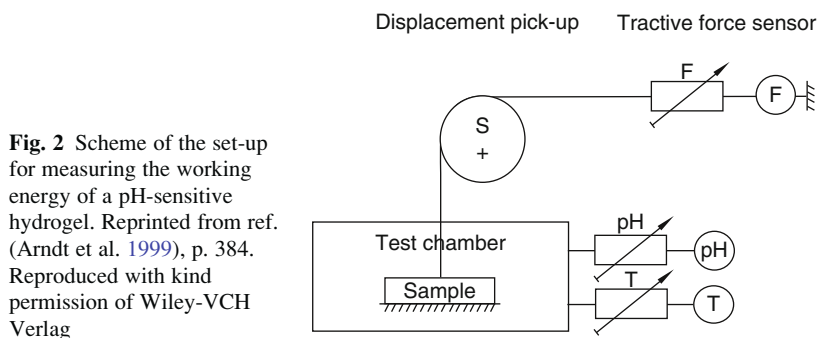 Displacement pick-up Tractive force sensor
F
F
S
+
Fig. 2 Scheme of the set-up
for measuring the working
energy of a pH-sensitive
hydrogel. Reprinted from ref.
(Arndt et al. 1999), p. 384.
Reproduced with kind
permission of Wiley-VCH
Verlag
Test chamber
pH
pH
Sample
T
T